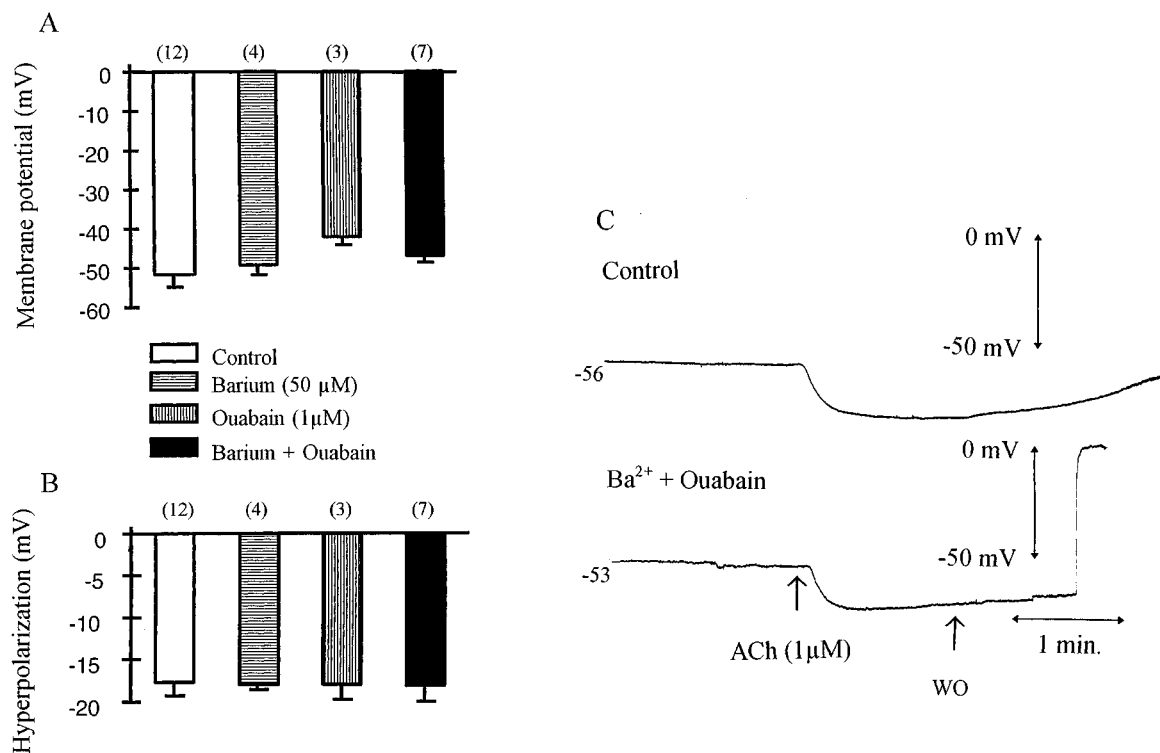 A
(12) (4) (3) (7)
Membrane potential (mV)
0
-10
-20
-30
-40
-50
-60
Control
Barium (50 µM)
Ouabain (1µM)
Barium + Ouabain
B
(12) (4) (3) (7)
Hyperpolarization (mV)
0
-5
-10
-15
-20
C
Control
0 mV
-50 mV
-56
Ba²⁺ + Ouabain
0 mV
-50 mV
-53
ACh (1µM)
WO
1 min.